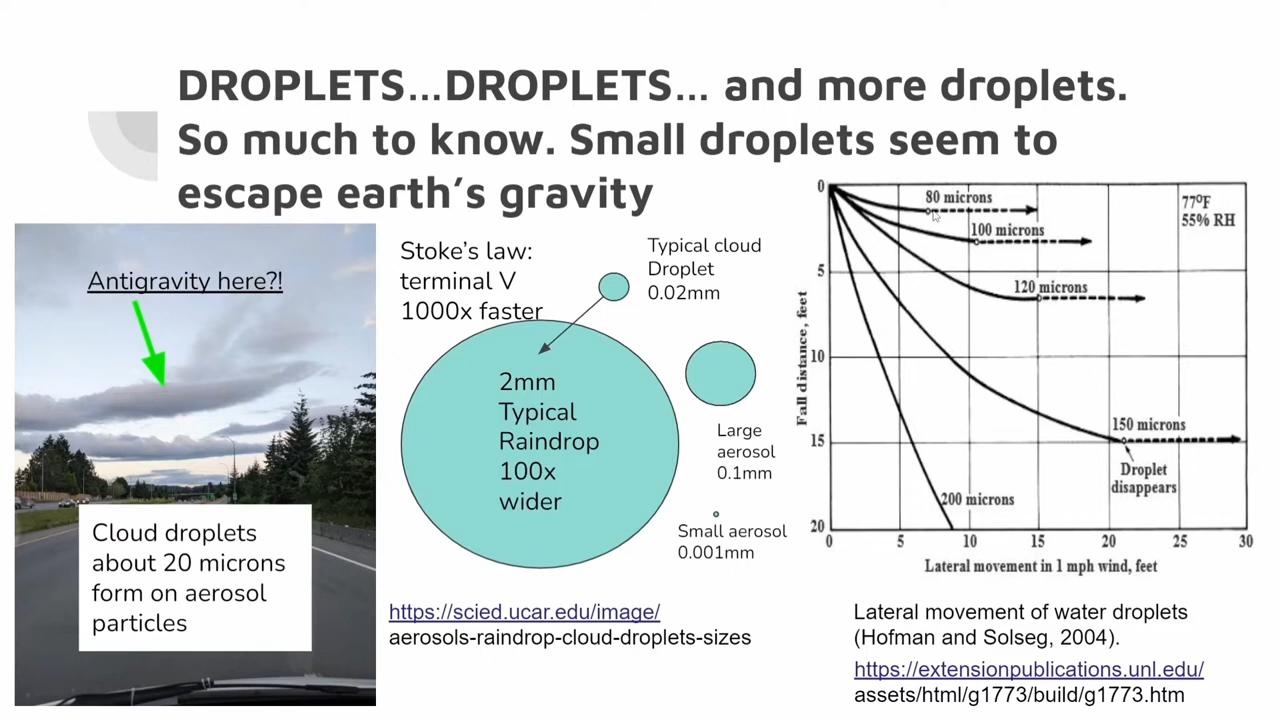 DROPLETS...DROPLETS... and more droplets.
So much to know. Small droplets seem to
escape earth's gravity
Antigravity here?!
Cloud droplets
about 20 microns
form on aerosol
particles
Stoke's law:
terminal V
1000x faster
Typical cloud
Droplet
0.02mm
2mm
Typical
Raindrop
100x
wider
Large
aerosol
0.1mm
Small aerosol
0.001mm
https://scied.ucar.edu/image/
aerosols-raindrop-cloud-droplets-sizes
Fall distance, feet
0
5
10
15
20
80 microns
100 microns
120 microns
150 microns
200 microns
77°F
55% RH
Droplet
disappears
0 5 10 15 20 25 30
Lateral movement in 1 mph wind, feet
Lateral movement of water droplets
(Hofman and Solseg, 2004).
https://extensionpublications.unl.edu/
assets/html/g1773/build/g1773.htm